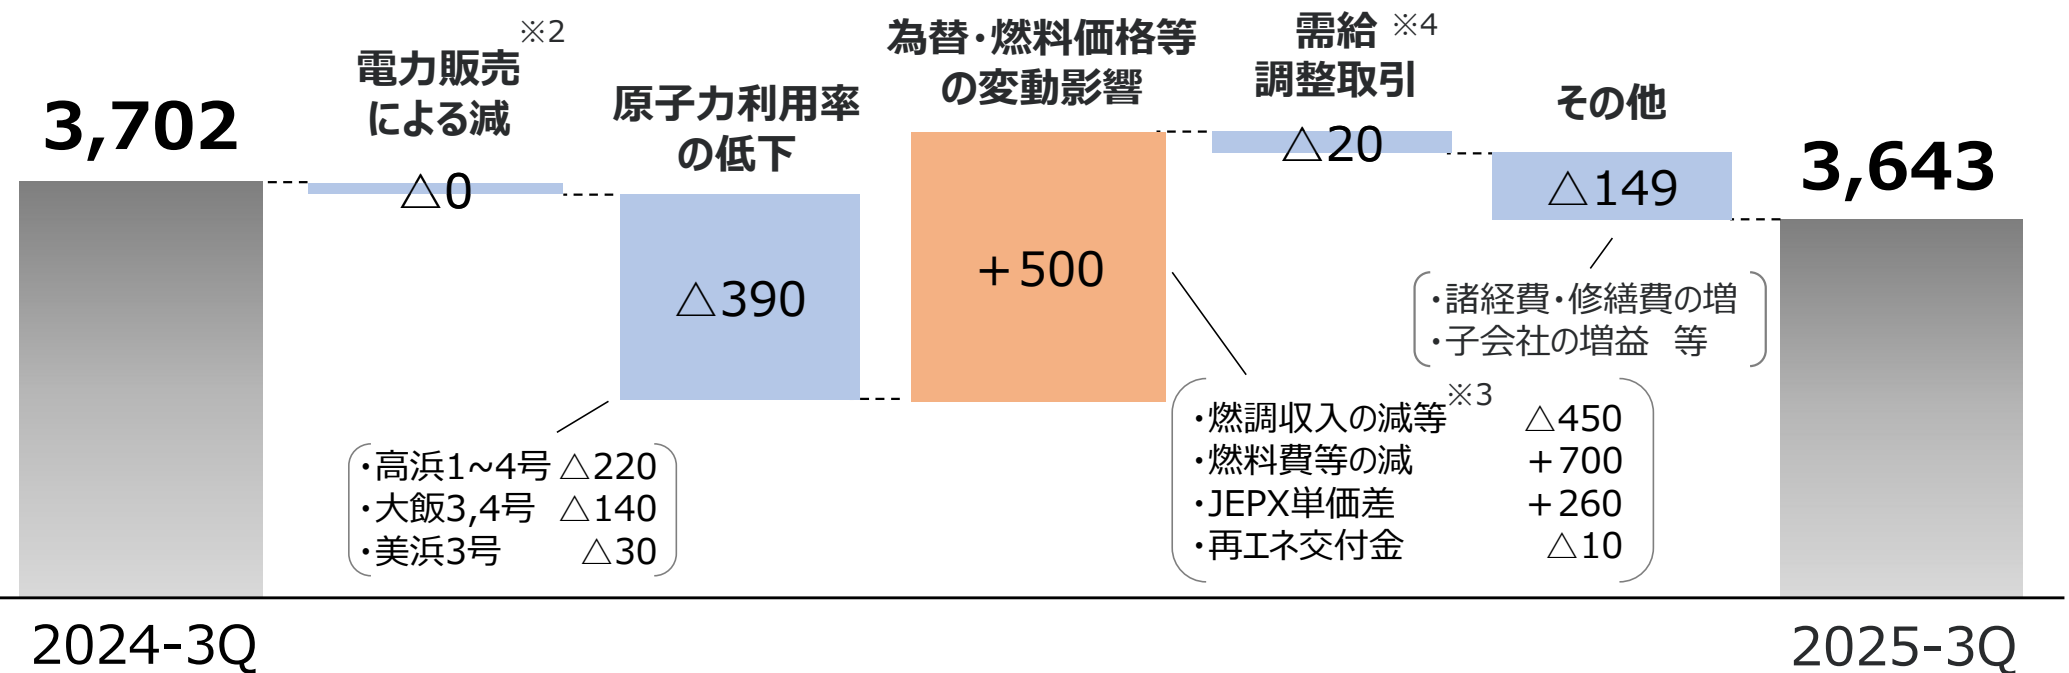 3,702
※2
電力販売
による減
△0
原子力利用率
の低下
△390
・高浜1~4号 △220
・大飯3,4号 △140
・美浜3号 △30
為替・燃料価格等
の変動影響
＋500
※3
・燃調収入の減等 △450
・燃料費等の減 ＋700
・JEPX単価差 ＋260
・再エネ交付金 △10
需給 ※4
調整取引
△20
その他
△149
・諸経費・修繕費の増
・子会社の増益 等
3,643
2024-3Q
2025-3Q